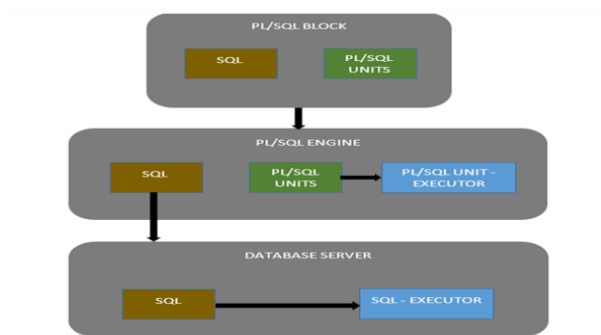 PL/SQL BLOCK
SQL
PL/SQL
UNITS
PL/SQL ENGINE
SQL
PL/SQL
UNITS
PL/SQL UNIT -
EXECUTOR
DATABASE SERVER
SQL
SQL - EXECUTOR